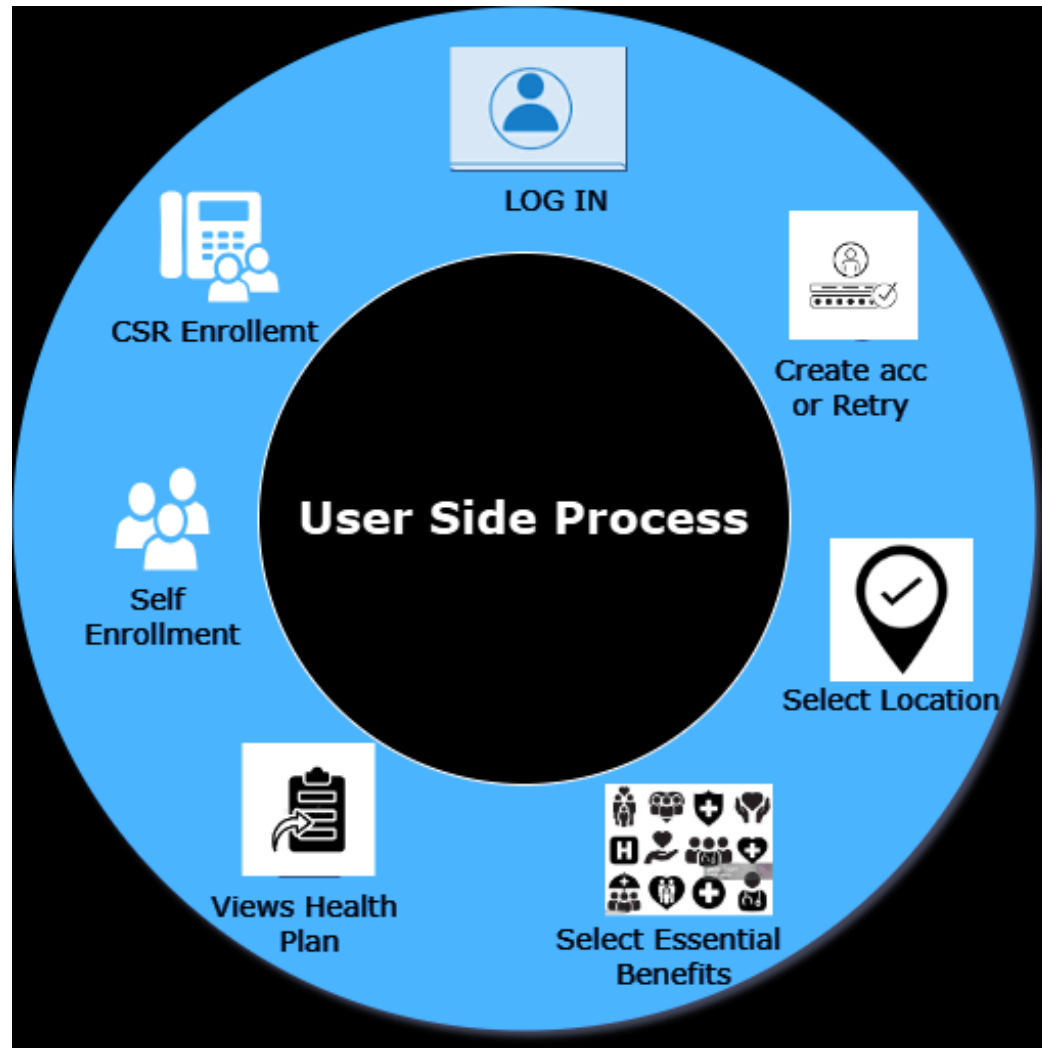 LOG IN
Create acc
or Retry
Select Location
Select Essential
Benefits
Views Health
Plan
Self
Enrollment
CSR Enrollemt
User Side Process
H